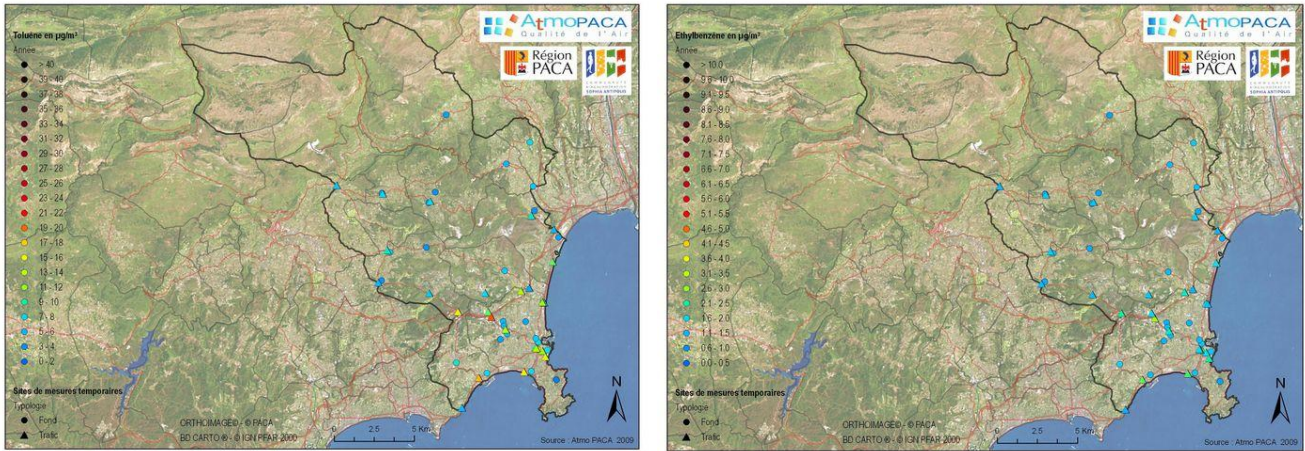 Toluène en µg/m³
Année
> 40
39 - 40
37 - 38
35 - 36
33 - 34
31 - 32
29 - 30
27 - 28
25 - 26
23 - 24
21 - 22
19 - 20
17 - 18
15 - 16
13 - 14
11 - 12
9 - 10
7 - 8
5 - 6
3 - 4
0 - 2
Sites de mesures temporaires
Typologie
Fond
Trafic
AtmoPACA
Qualité de l'Air
Région
PACA
SOPHIA ANTIPOLIS
ORTHOIMAGE© - © PACA
BD CARTO ® - © IGN PFAR 2000
0 2.5 5 Km
N
Source : Atmo PACA 2009
Ethylbenzène en µg/m³
Année
> 10.0
9.6 - 10.0
9.1 - 9.5
8.6 - 9.0
8.1 - 8.5
7.6 - 8.0
7.1 - 7.5
6.6 - 7.0
6.1 - 6.5
5.6 - 6.0
5.1 - 5.5
4.6 - 5.0
4.1 - 4.5
3.6 - 4.0
3.1 - 3.5
2.6 - 3.0
2.1 - 2.5
1.6 - 2.0
1.1 - 1.5
0.6 - 1.0
0.0 - 0.5
Sites de mesures temporaires
Typologie
Fond
Trafic
AtmoPACA
Qualité de l'Air
Région
PACA
SOPHIA ANTIPOLIS
ORTHOIMAGE© - © PACA
BD CARTO ® - © IGN PFAR 2000
0 2.5 5 Km
N
Source : Atmo PACA 2009